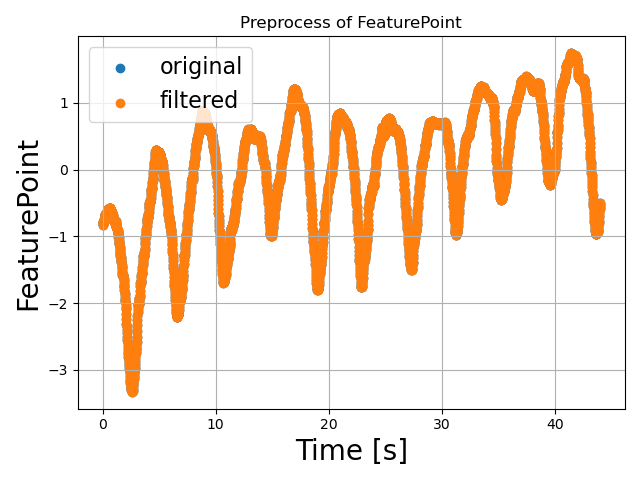 Preprocess of FeaturePoint
original
filtered
FeaturePoint
1
0
−1
−2
−3
0 10 20 30 40
Time [s]